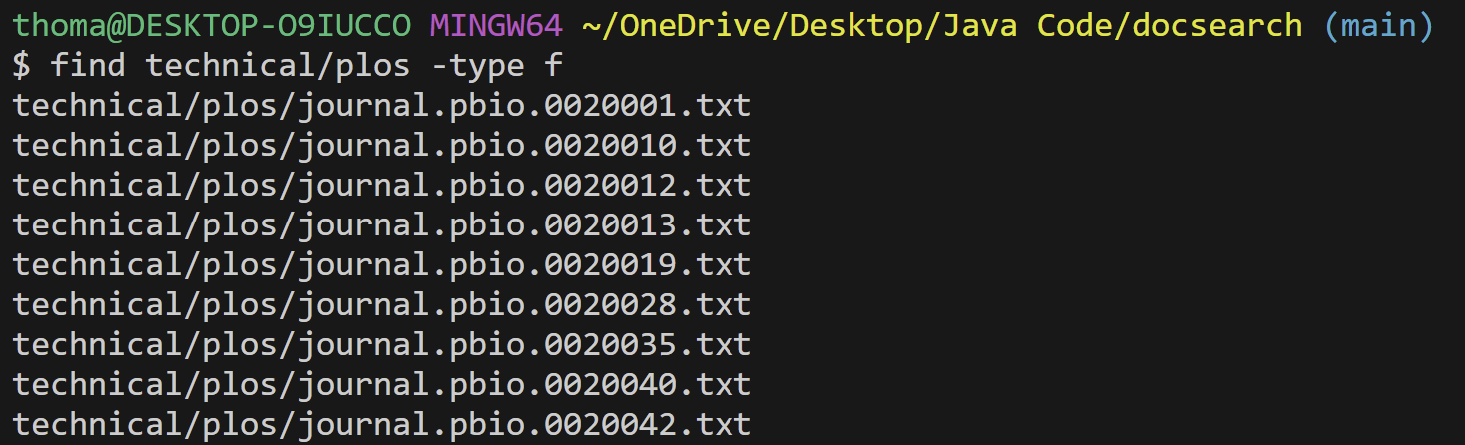 thoma@DESKTOP-O9IUCCO MINGW64 ~/OneDrive/Desktop/Java Code/docsearch (main)
$ find technical/plos -type f
technical/plos/journal.pbio.0020001.txt
technical/plos/journal.pbio.0020010.txt
technical/plos/journal.pbio.0020012.txt
technical/plos/journal.pbio.0020013.txt
technical/plos/journal.pbio.0020019.txt
technical/plos/journal.pbio.0020028.txt
technical/plos/journal.pbio.0020035.txt
technical/plos/journal.pbio.0020040.txt
technical/plos/journal.pbio.0020042.txt